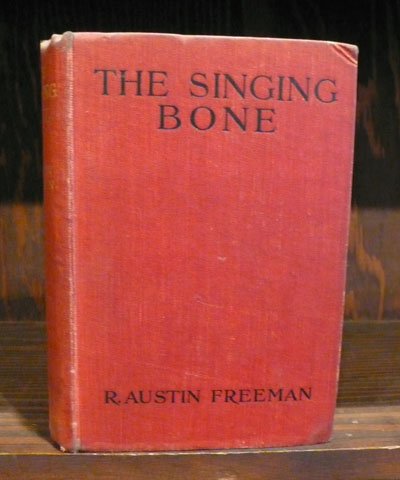 THE SINGING
BONE
R. AUSTIN FREEMAN